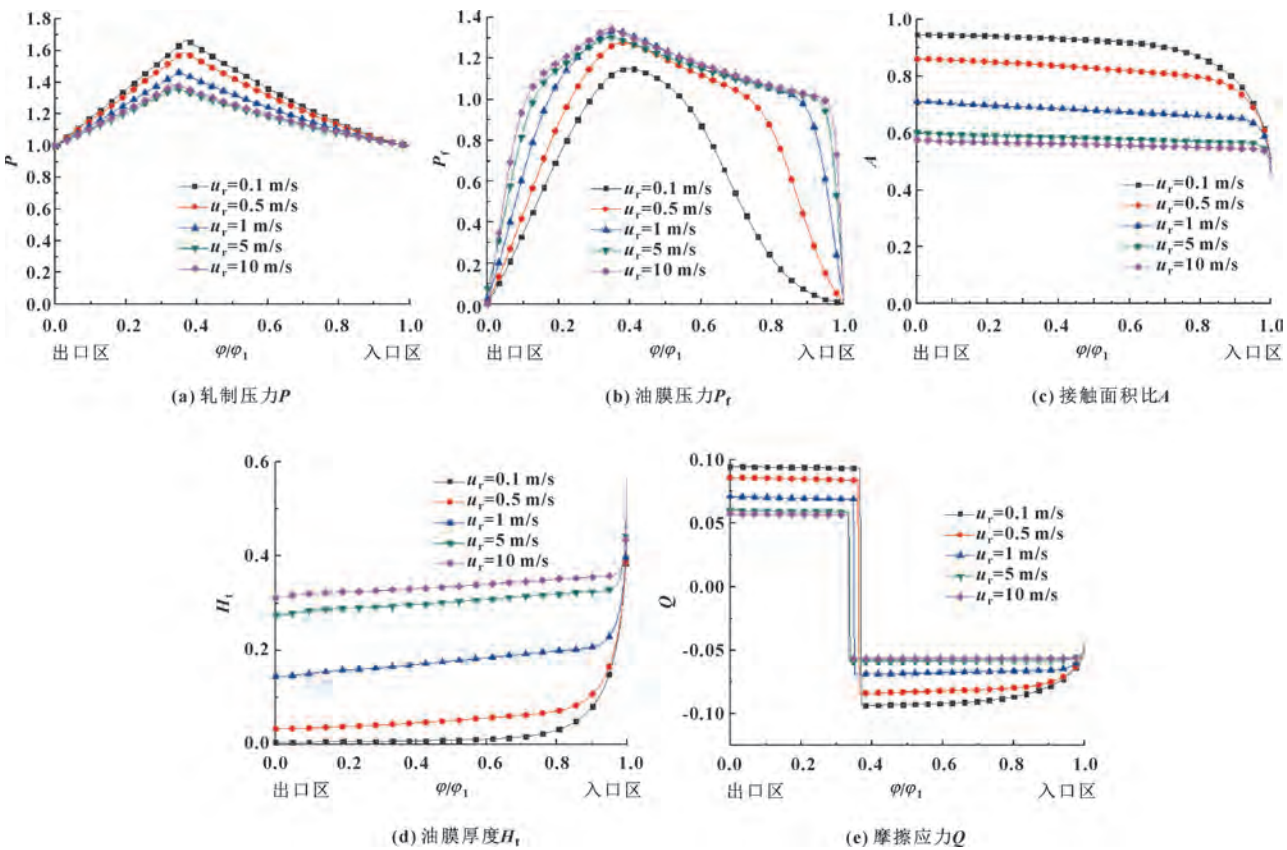 1.8
1.6
1.4
1.2
1.0
0.8
0.6
0.4
0.2
0.0
P
u_r=0.1 m/s
u_r=0.5 m/s
u_r=1 m/s
u_r=5 m/s
u_r=10 m/s
0.0 0.2 0.4 0.6 0.8 1.0
出口区 φ/φ₁ 入口区
(a) 轧制压力P
1.4
1.2
1.0
0.8
0.6
0.4
0.2
0.0
P_f
u_r=0.1 m/s
u_r=0.5 m/s
u_r=1 m/s
u_r=5 m/s
u_r=10 m/s
0.0 0.2 0.4 0.6 0.8 1.0
出口区 φ/φ₁ 入口区
(b) 油膜压力P_f
1.0
0.8
0.6
0.4
0.2
0.0
A
u_r=0.1 m/s
u_r=0.5 m/s
u_r=1 m/s
u_r=5 m/s
u_r=10 m/s
0.0 0.2 0.4 0.6 0.8 1.0
出口区 φ/φ₁ 入口区
(c) 接触面积比A
0.6
0.4
0.2
0.0
H_t
u_r=0.1 m/s
u_r=0.5 m/s
u_r=1 m/s
u_r=5 m/s
u_r=10 m/s
0.0 0.2 0.4 0.6 0.8 1.0
出口区 φ/φ₁ 入口区
(d) 油膜厚度H_t
0.10
0.05
0.00
-0.05
-0.10
Q
u_r=0.1 m/s
u_r=0.5 m/s
u_r=1 m/s
u_r=5 m/s
u_r=10 m/s
0.0 0.2 0.4 0.6 0.8 1.0
出口区 φ/φ₁ 入口区
(e) 摩擦应力Q